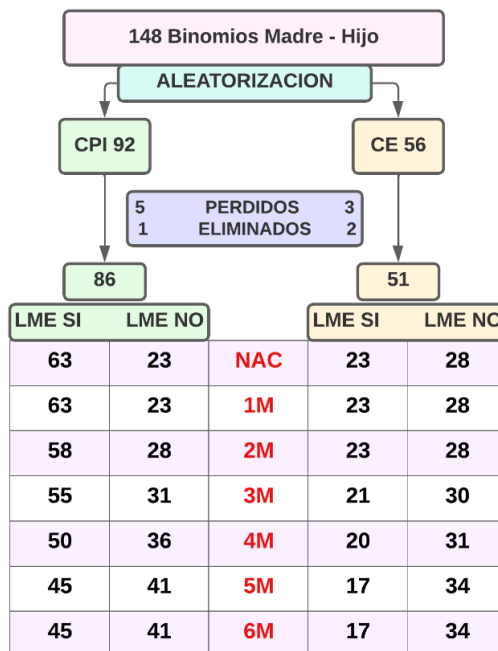 148 Binomios Madre - Hijo
ALEATORIZACION
CPI 92 CE 56
5 PERDIDOS 3
1 ELIMINADOS 2
86 51
LME SI LME NO LME SI LME NO
63 23 NAC 23 28
63 23 1M 23 28
58 28 2M 23 28
55 31 3M 21 30
50 36 4M 20 31
45 41 5M 17 34
45 41 6M 17 34